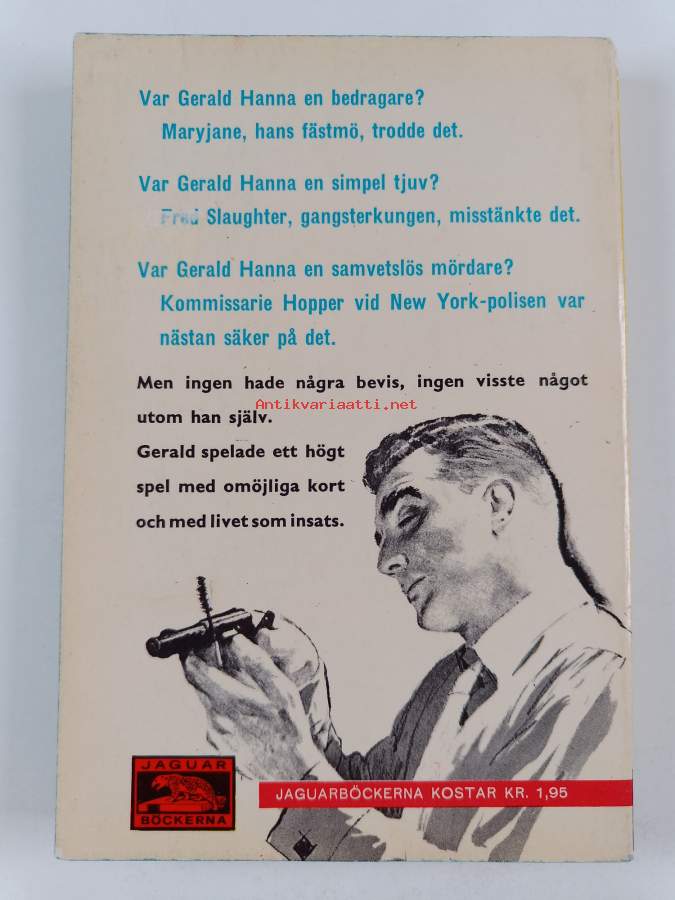 Var Gerald Hanna en bedragare?
Maryjane, hans fästmö, trodde det.
Var Gerald Hanna en simpel tjuv?
Fred Slaughter, gangsterkungen, misstänkte det.
Var Gerald Hanna en samvetslös mördare?
Kommissarie Hopper vid New York-polisen var
nästan säker på det.
Men ingen hade några bevis, ingen visste något
Antikvariaatti.net
utom han själv.
Gerald spelade ett högt
spel med omöjliga kort
och med livet som insats.
JAGUAR
BÖCKERNA
JAGUARBÖCKERNA KOSTAR KR. 1,95